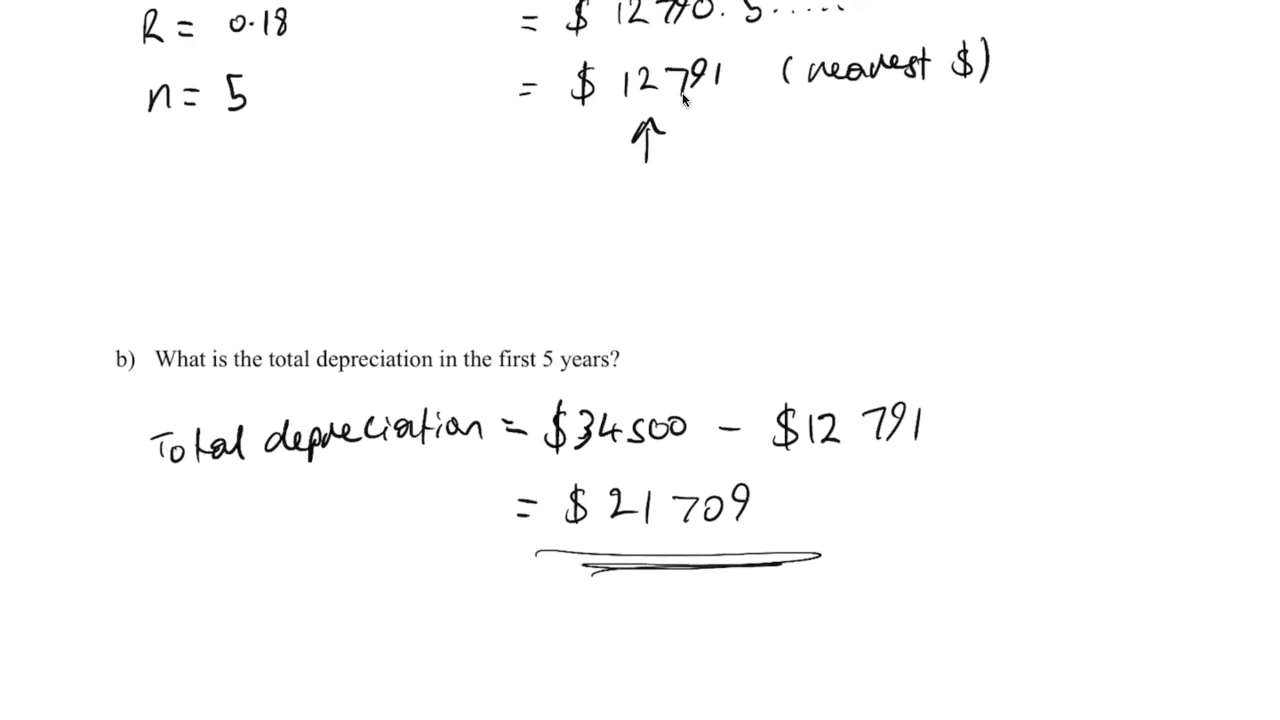 R = 0.18
= $ 12 790. 5 .....
n = 5
= $ 12 791 (nearest $)
b) What is the total depreciation in the first 5 years?
Total depreciation = $34500 - $12 791
= $ 21 709